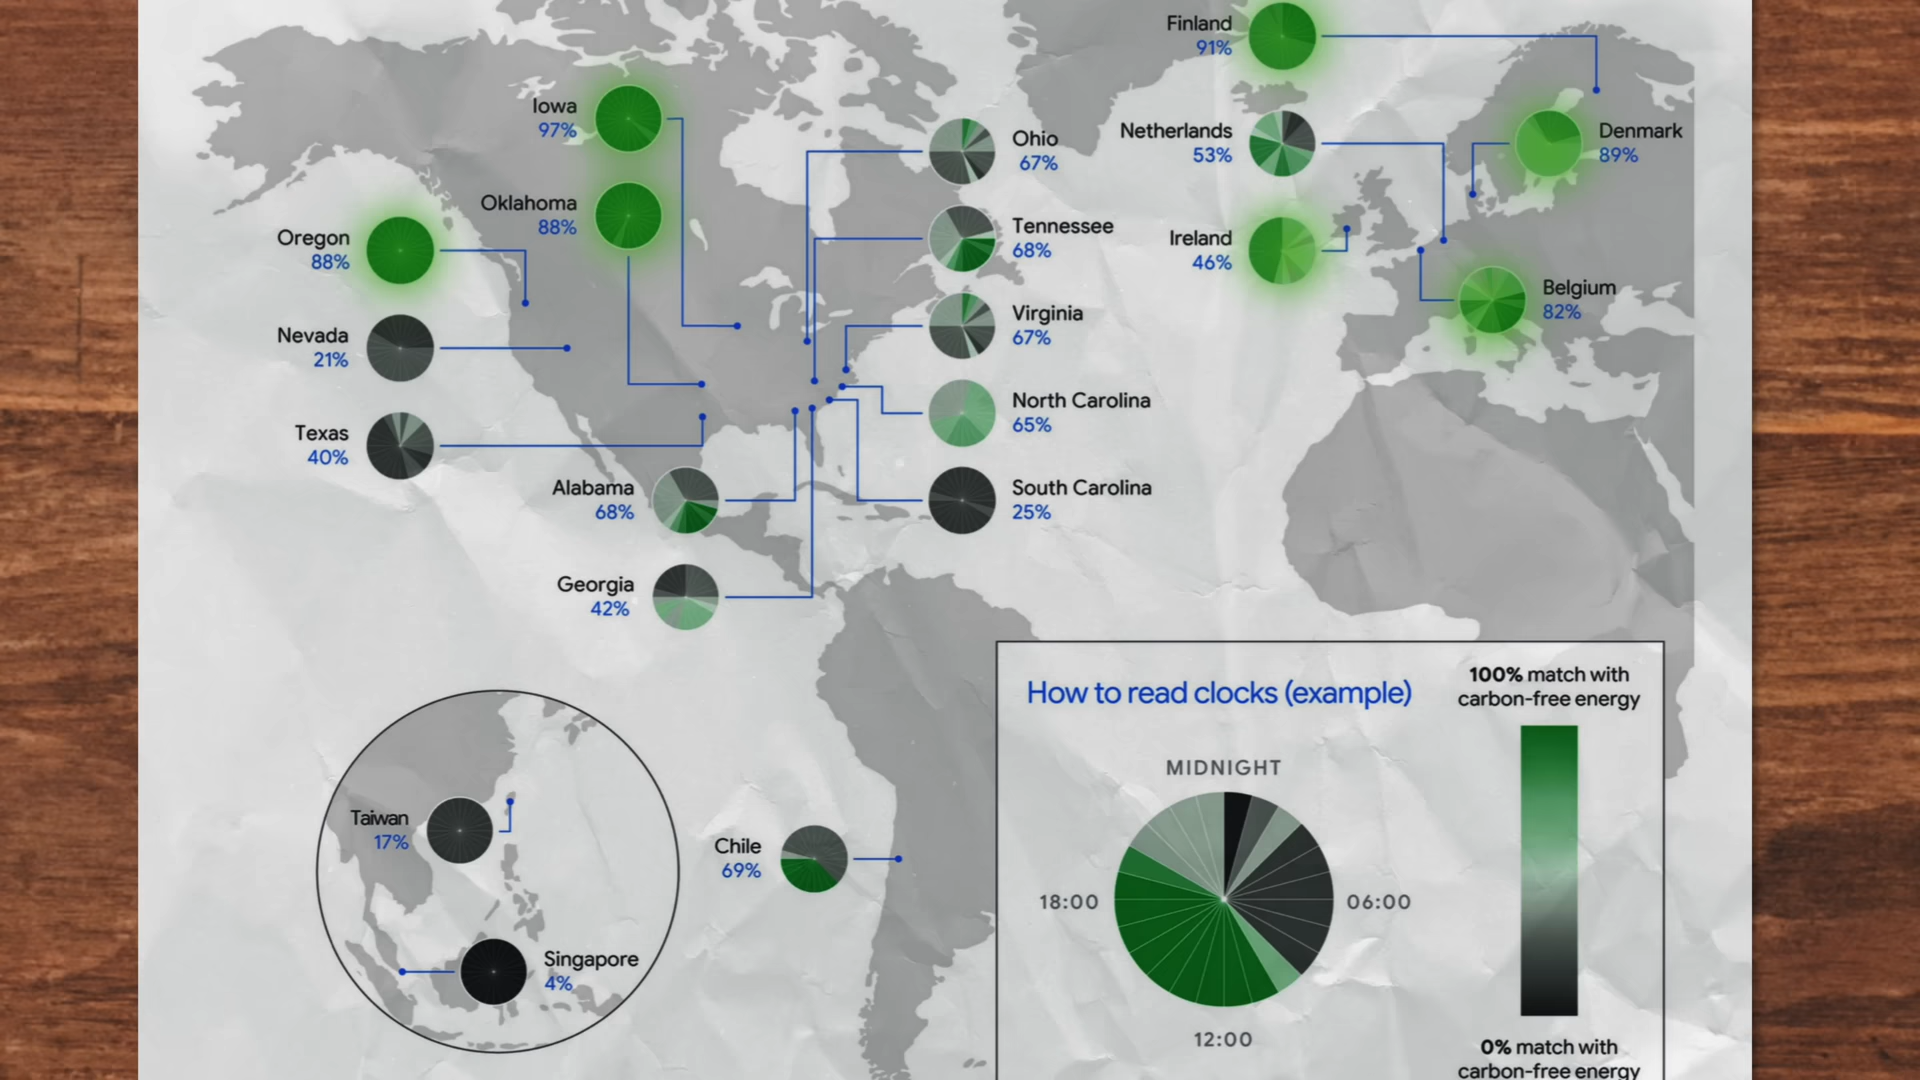 Finland
91%
Iowa
97%
Ohio
67%
Netherlands
53%
Denmark
89%
Oklahoma
88%
Tennessee
68%
Oregon
88%
Ireland
46%
Belgium
82%
Virginia
67%
Nevada
21%
North Carolina
65%
Texas
40%
Alabama
68%
South Carolina
25%
Georgia
42%
How to read clocks (example)
100% match with
carbon-free energy
MIDNIGHT
18:00
06:00
12:00
0% match with
carbon-free energy
Taiwan
17%
Chile
69%
Singapore
4%